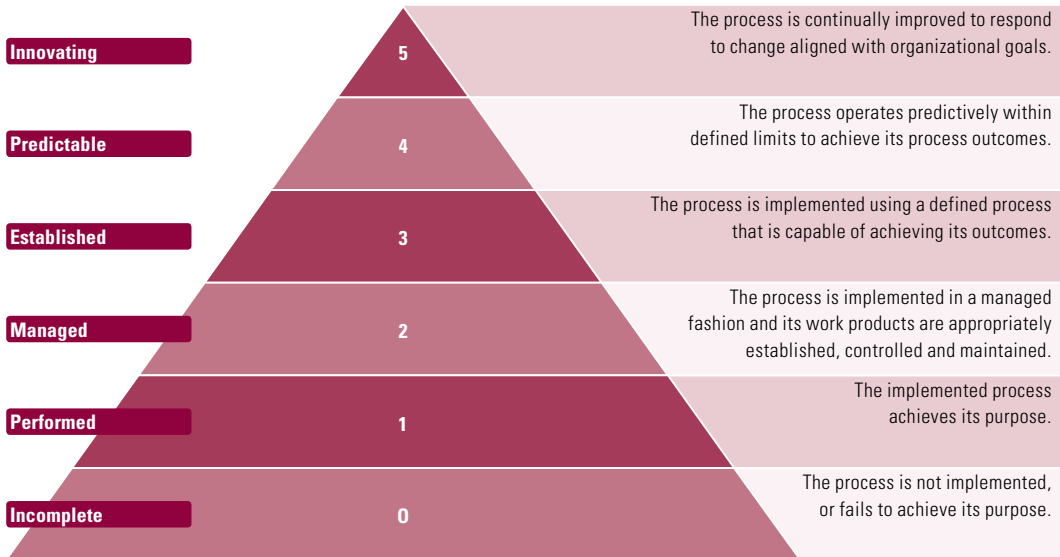 Innovating
5
The process is continually improved to respond
to change aligned with organizational goals.
Predictable
4
The process operates predictively within
defined limits to achieve its process outcomes.
Established
3
The process is implemented using a defined process
that is capable of achieving its outcomes.
Managed
2
The process is implemented in a managed
fashion and its work products are appropriately
established, controlled and maintained.
Performed
1
The implemented process
achieves its purpose.
Incomplete
0
The process is not implemented,
or fails to achieve its purpose.